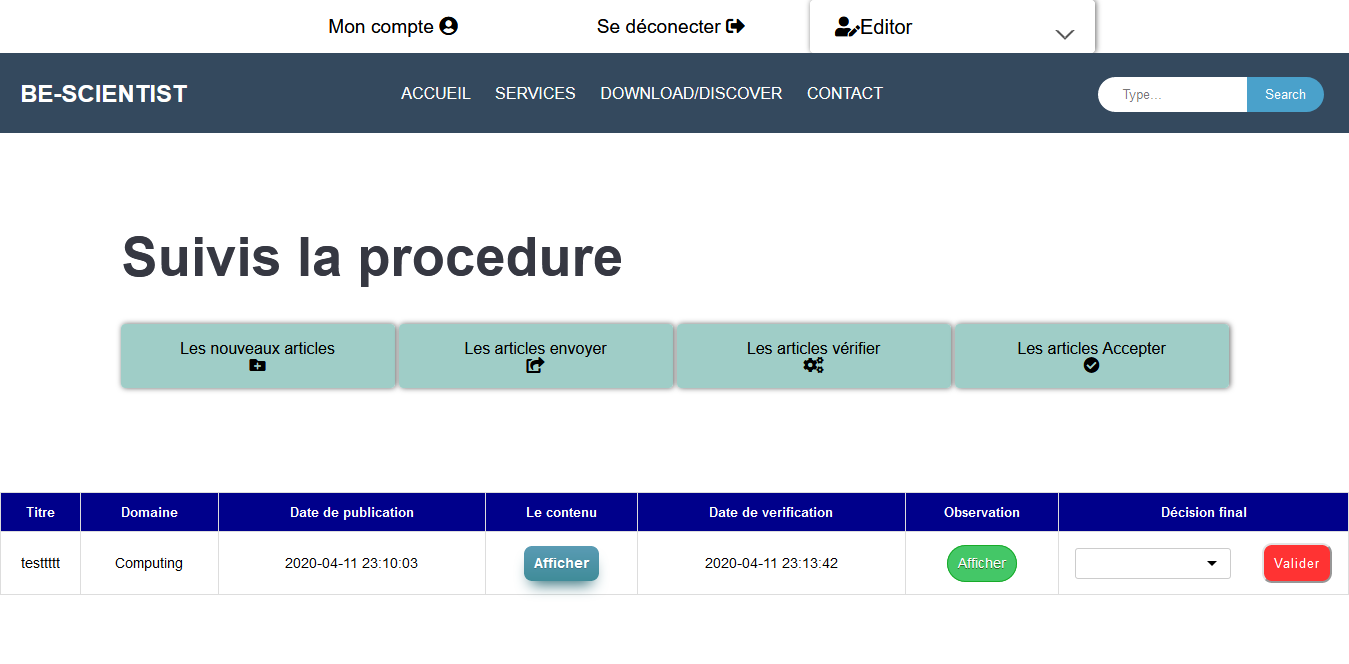 Mon compte
Se déconecter
Editor
BE-SCIENTIST
ACCUEIL SERVICES DOWNLOAD/DISCOVER CONTACT
Type... Search
Suivis la procedure
Les nouveaux articles
Les articles envoyer
Les articles vérifier
Les articles Accepter
Titre Domaine Date de publication Le contenu Date de verification Observation Décision final
testtttt Computing 2020-04-11 23:10:03 Afficher 2020-04-11 23:13:42 Afficher Valider